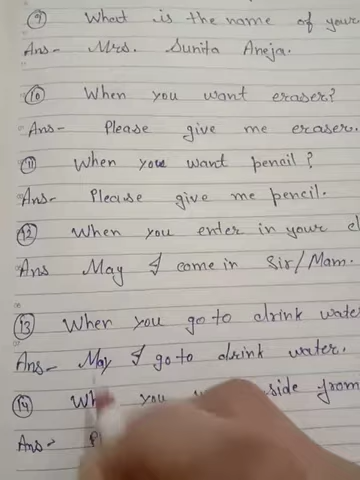 9 What is the name of your
Ans- Mrs. Sunita Aneja.
10 When you want eraser?
Ans- Please give me eraser.
11 When you want pencil?
Ans- Please give me pencil.
12 When you enter in your cl
Ans May I come in Sir/Mam.
13 When you go to drink wate
Ans- May I go to drink water.
14 Wh you side from
Ans- P